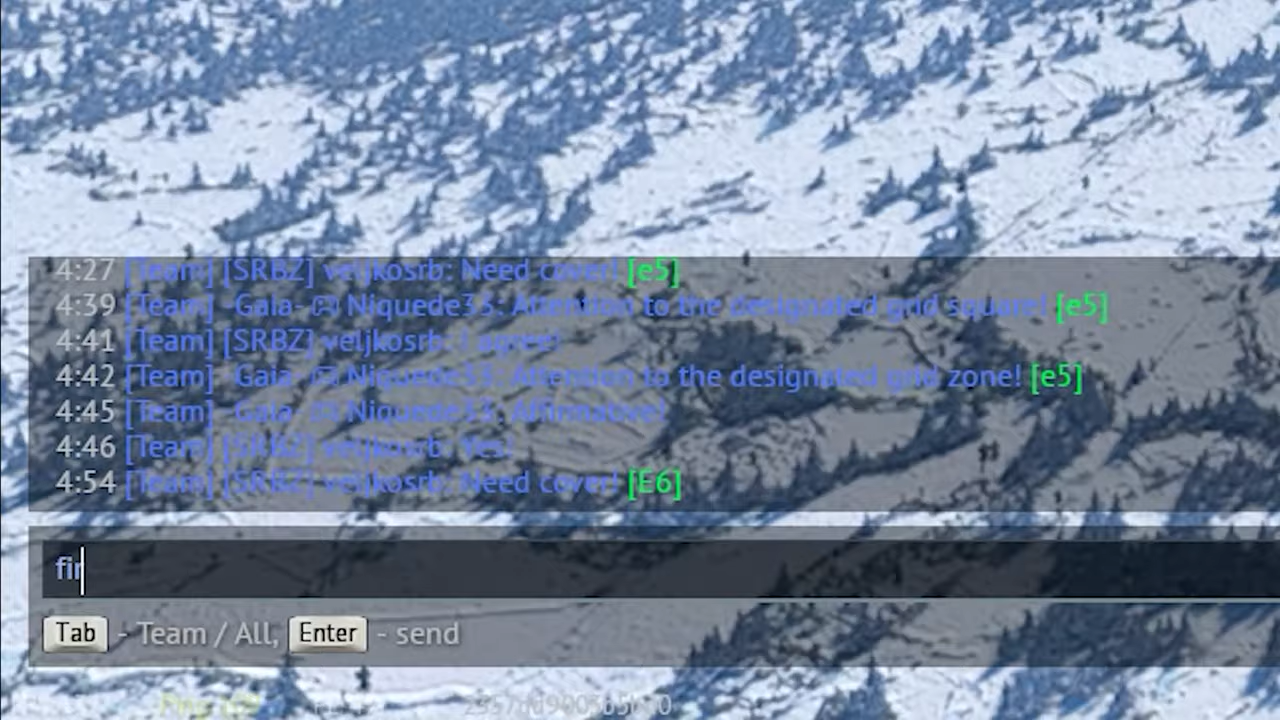 4:27 [Team] [SRBZ] veljkosrb: Need cover! [e5]
4:39 [Team] -Gaia- Niquede33: Attention to the designated grid square! [e5]
4:41 [Team] [SRBZ] veljkosrb: I agree!
4:42 [Team] -Gaia- Niquede33: Attention to the designated grid zone! [e5]
4:45 [Team] -Gaia- Niquede33: Affirmative!
4:46 [Team] [SRBZ] veljkosrb: Yes!
4:54 [Team] [SRBZ] veljkosrb: Need cover! [E6]
fir
Tab - Team / All, Enter - send